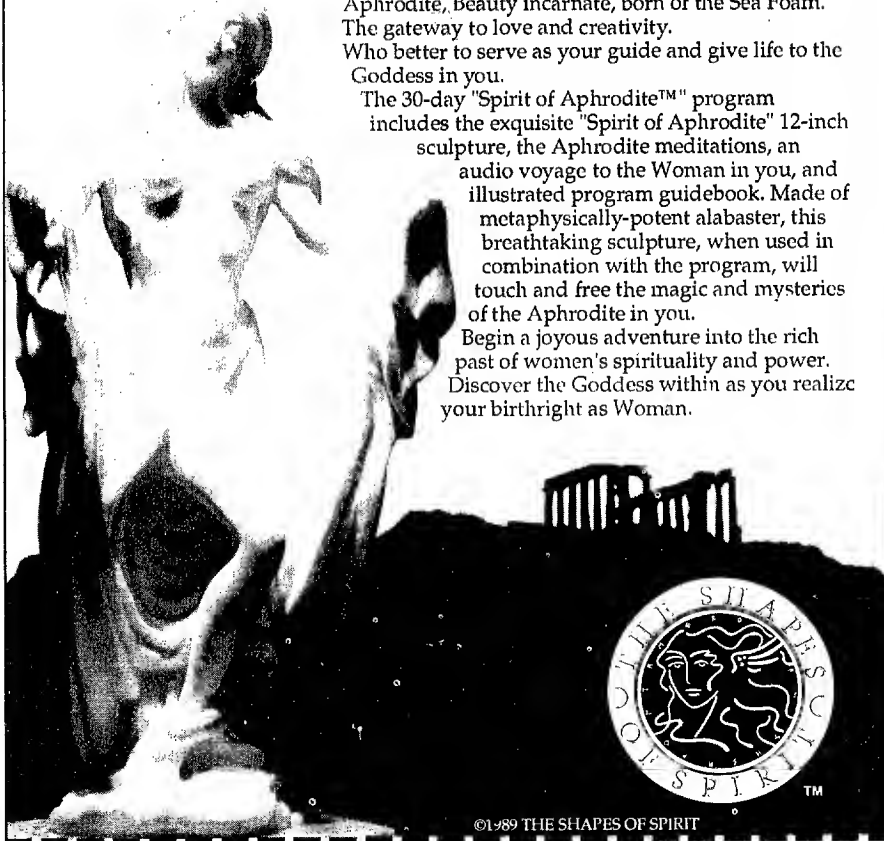 Aphrodite, Beauty incarnate, born of the Sea Foam.
The gateway to love and creativity.
Who better to serve as your guide and give life to the
Goddess in you.
The 30-day "Spirit of Aphrodite™" program
includes the exquisite "Spirit of Aphrodite" 12-inch
sculpture, the Aphrodite meditations, an
audio voyage to the Woman in you, and
illustrated program guidebook. Made of
metaphysically-potent alabaster, this
breathtaking sculpture, when used in
combination with the program, will
touch and free the magic and mysteries
of the Aphrodite in you.
Begin a joyous adventure into the rich
past of women's spirituality and power.
Discover the Goddess within as you realize
your birthright as Woman.
THE SHAPES OF SPIRIT
TM
©1989 THE SHAPES OF SPIRIT